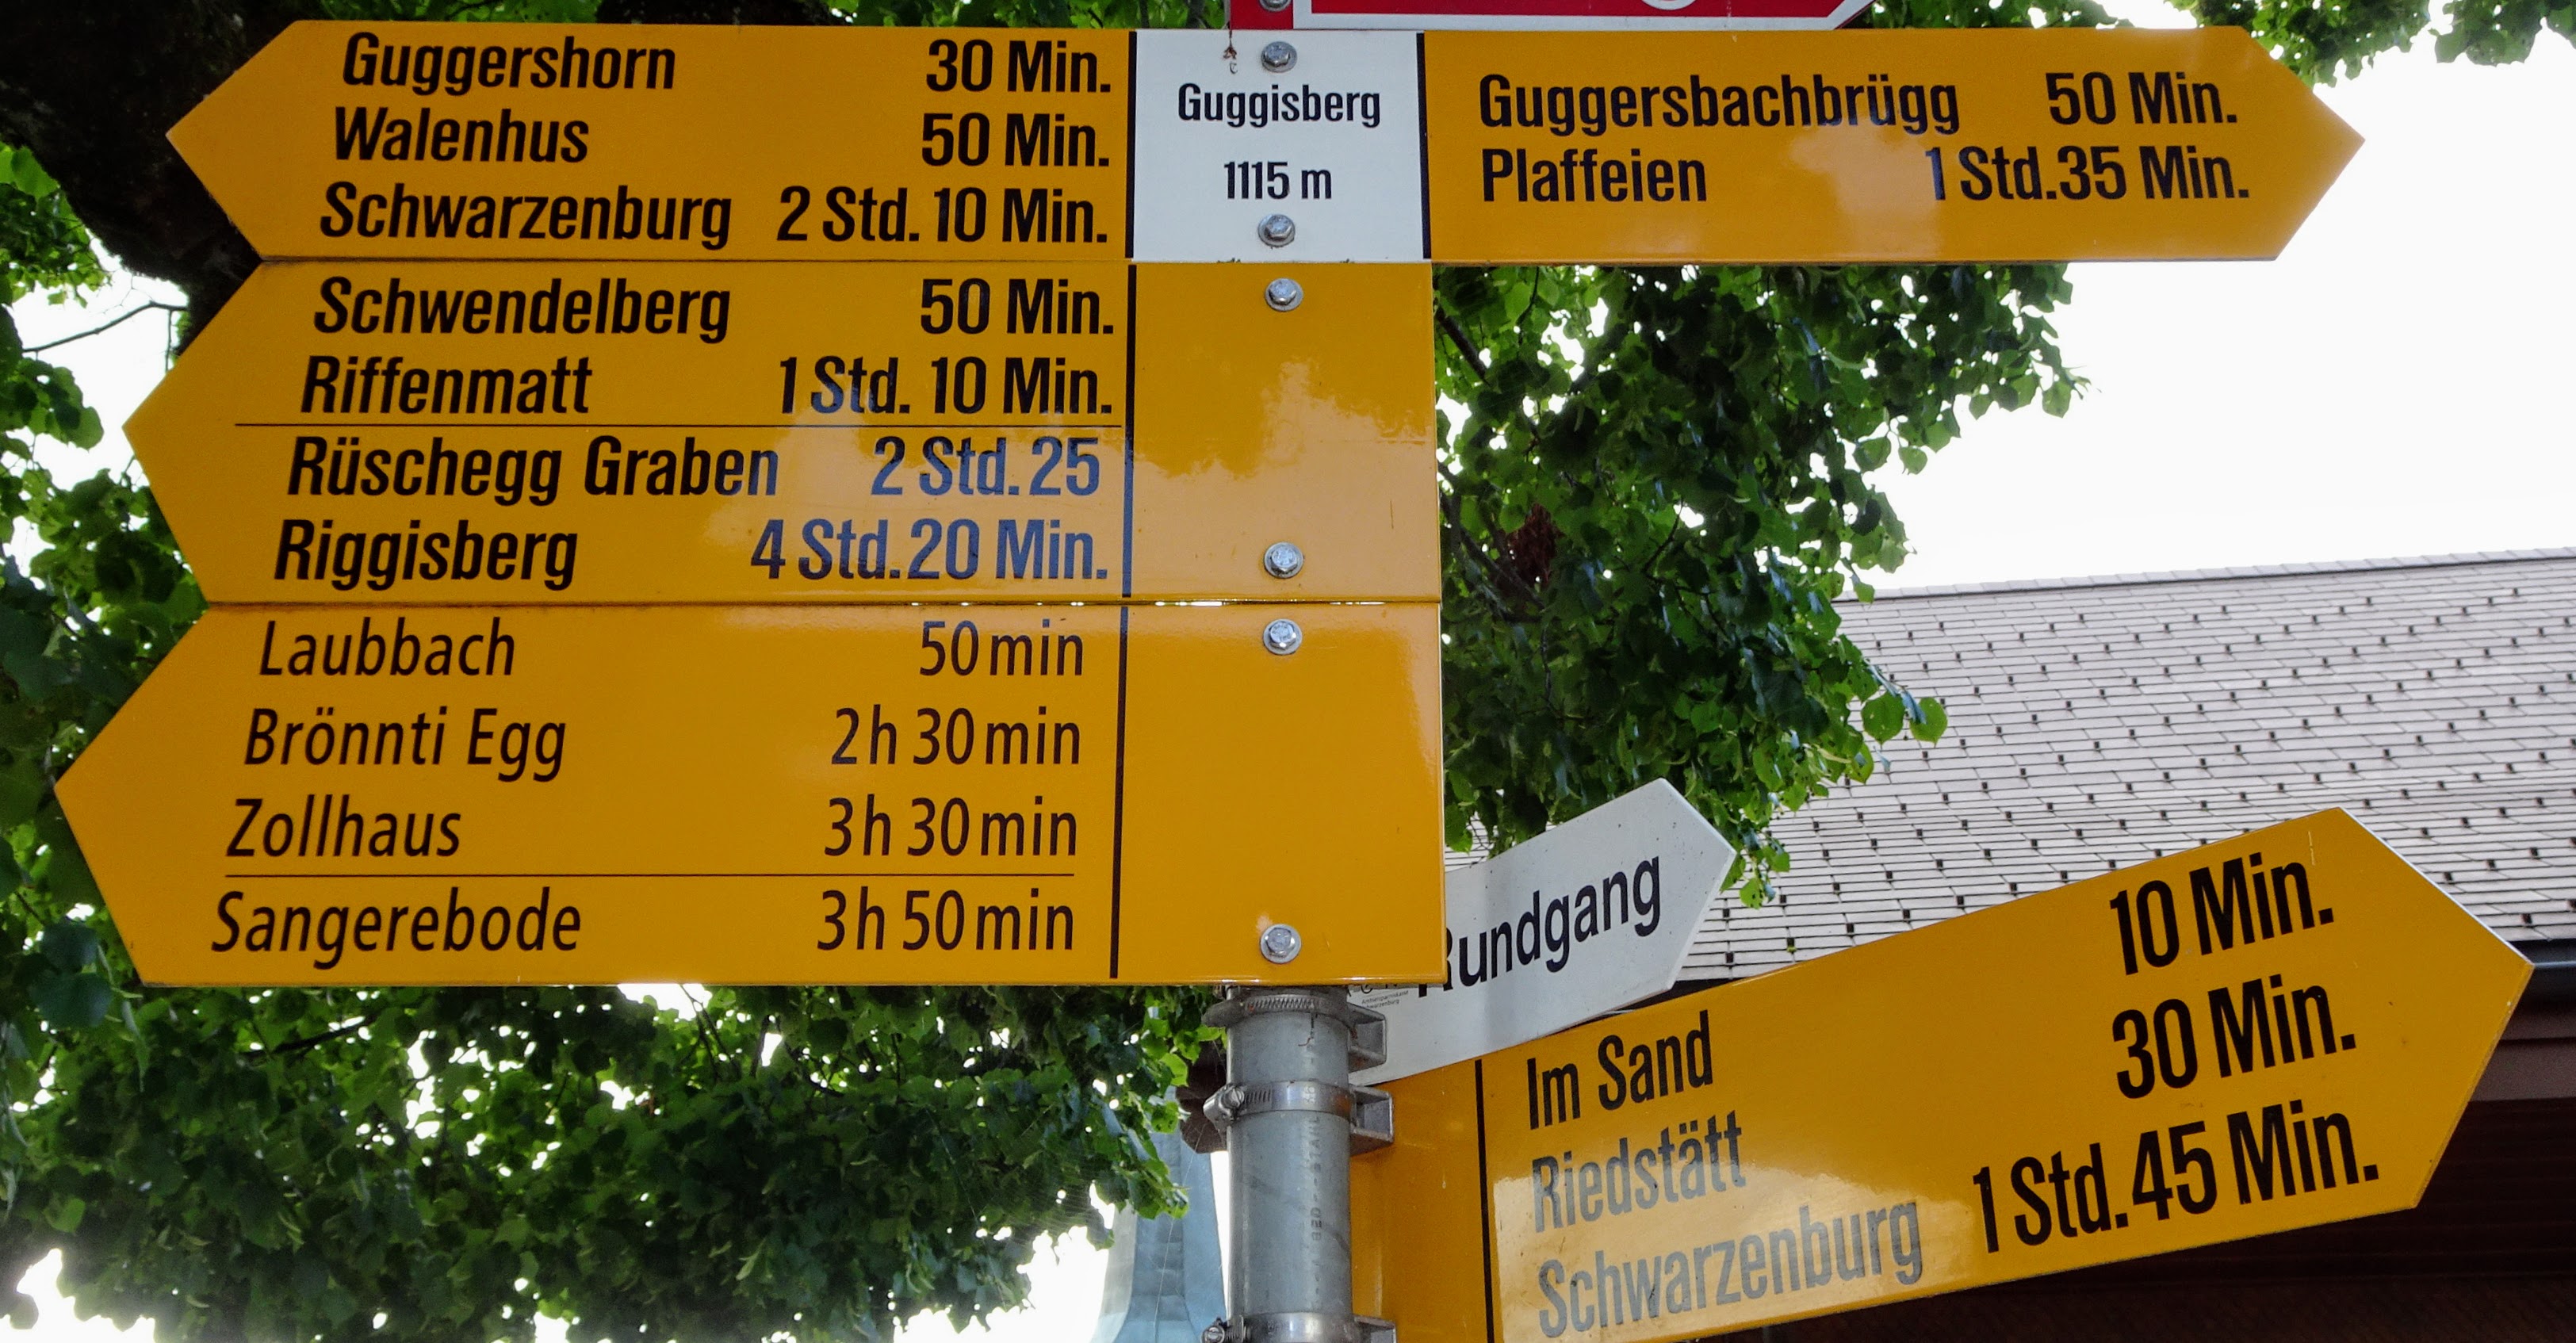 Guggershorn 30 Min.
Walenhus 50 Min.
Schwarzenburg 2 Std. 10 Min.
Guggisberg
1115 m
Guggersbachbrügg 50 Min.
Plaffeien 1 Std. 35 Min.
Schwendelberg 50 Min.
Riffenmatt 1 Std. 10 Min.
Rüschegg Graben 2 Std. 25
Riggisberg 4 Std. 20 Min.
Laubbach 50 min
Brönnti Egg 2 h 30 min
Zollhaus 3 h 30 min
Sangerebode 3 h 50 min
Rundgang
Im Sand 10 Min.
Riedstätt 30 Min.
Schwarzenburg 1 Std. 45 Min.